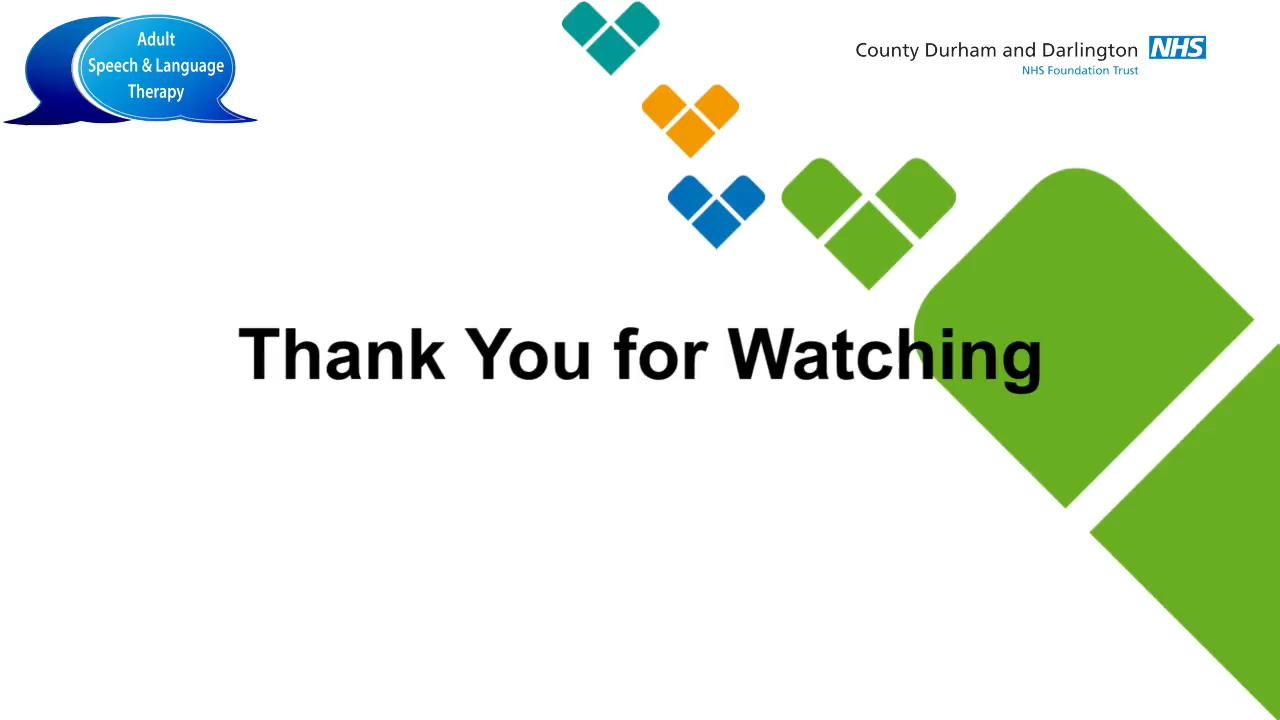 Adult
Speech & Language
Therapy
County Durham and Darlington NHS
NHS Foundation Trust
Thank You for Watching